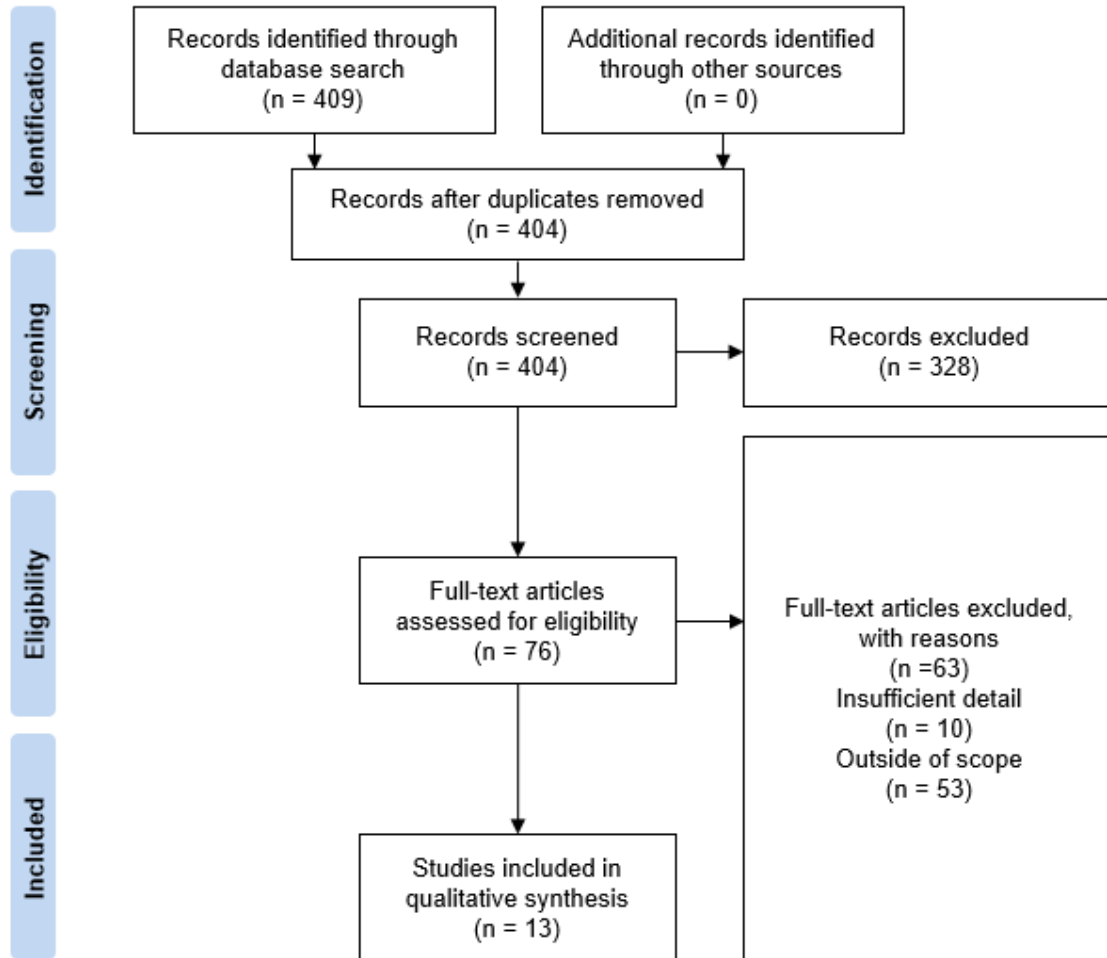 Identification
Records identified through
database search
(n = 409)
Additional records identified
through other sources
(n = 0)
Records after duplicates removed
(n = 404)
Screening
Records screened
(n = 404)
Records excluded
(n = 328)
Eligibility
Full-text articles
assessed for eligibility
(n = 76)
Full-text articles excluded,
with reasons
(n =63)
Insufficient detail
(n = 10)
Outside of scope
(n = 53)
Included
Studies included in
qualitative synthesis
(n = 13)